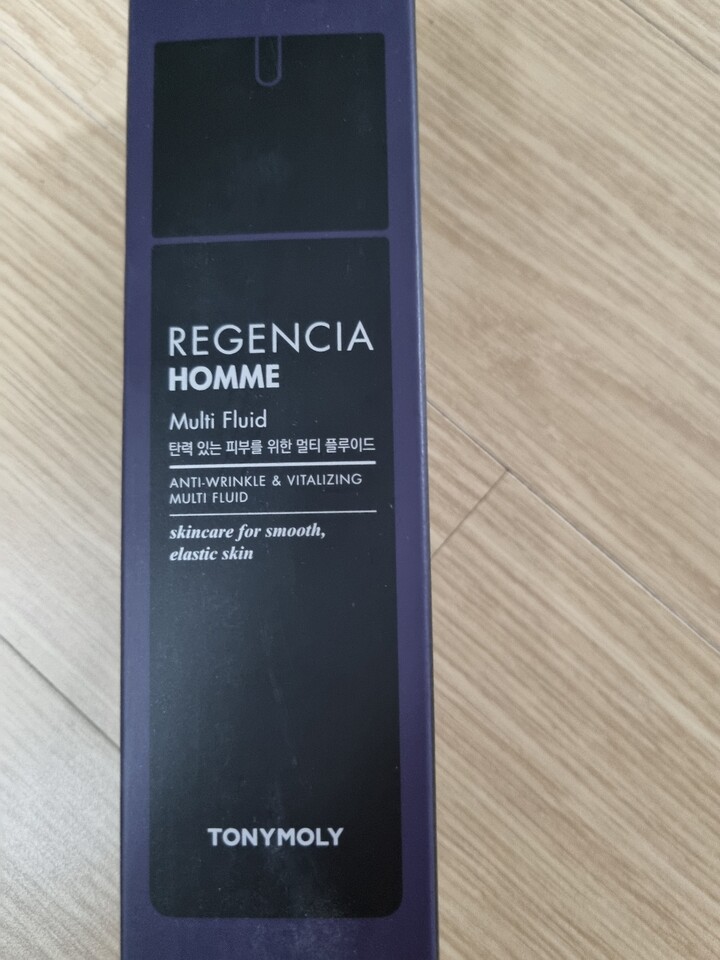 REGENCIA
HOMME
Multi Fluid
탄력 있는 피부를 위한 멀티 플루이드
ANTI-WRINKLE & VITALIZING
MULTI FLUID
skincare for smooth,
elastic skin
TONYMOLY